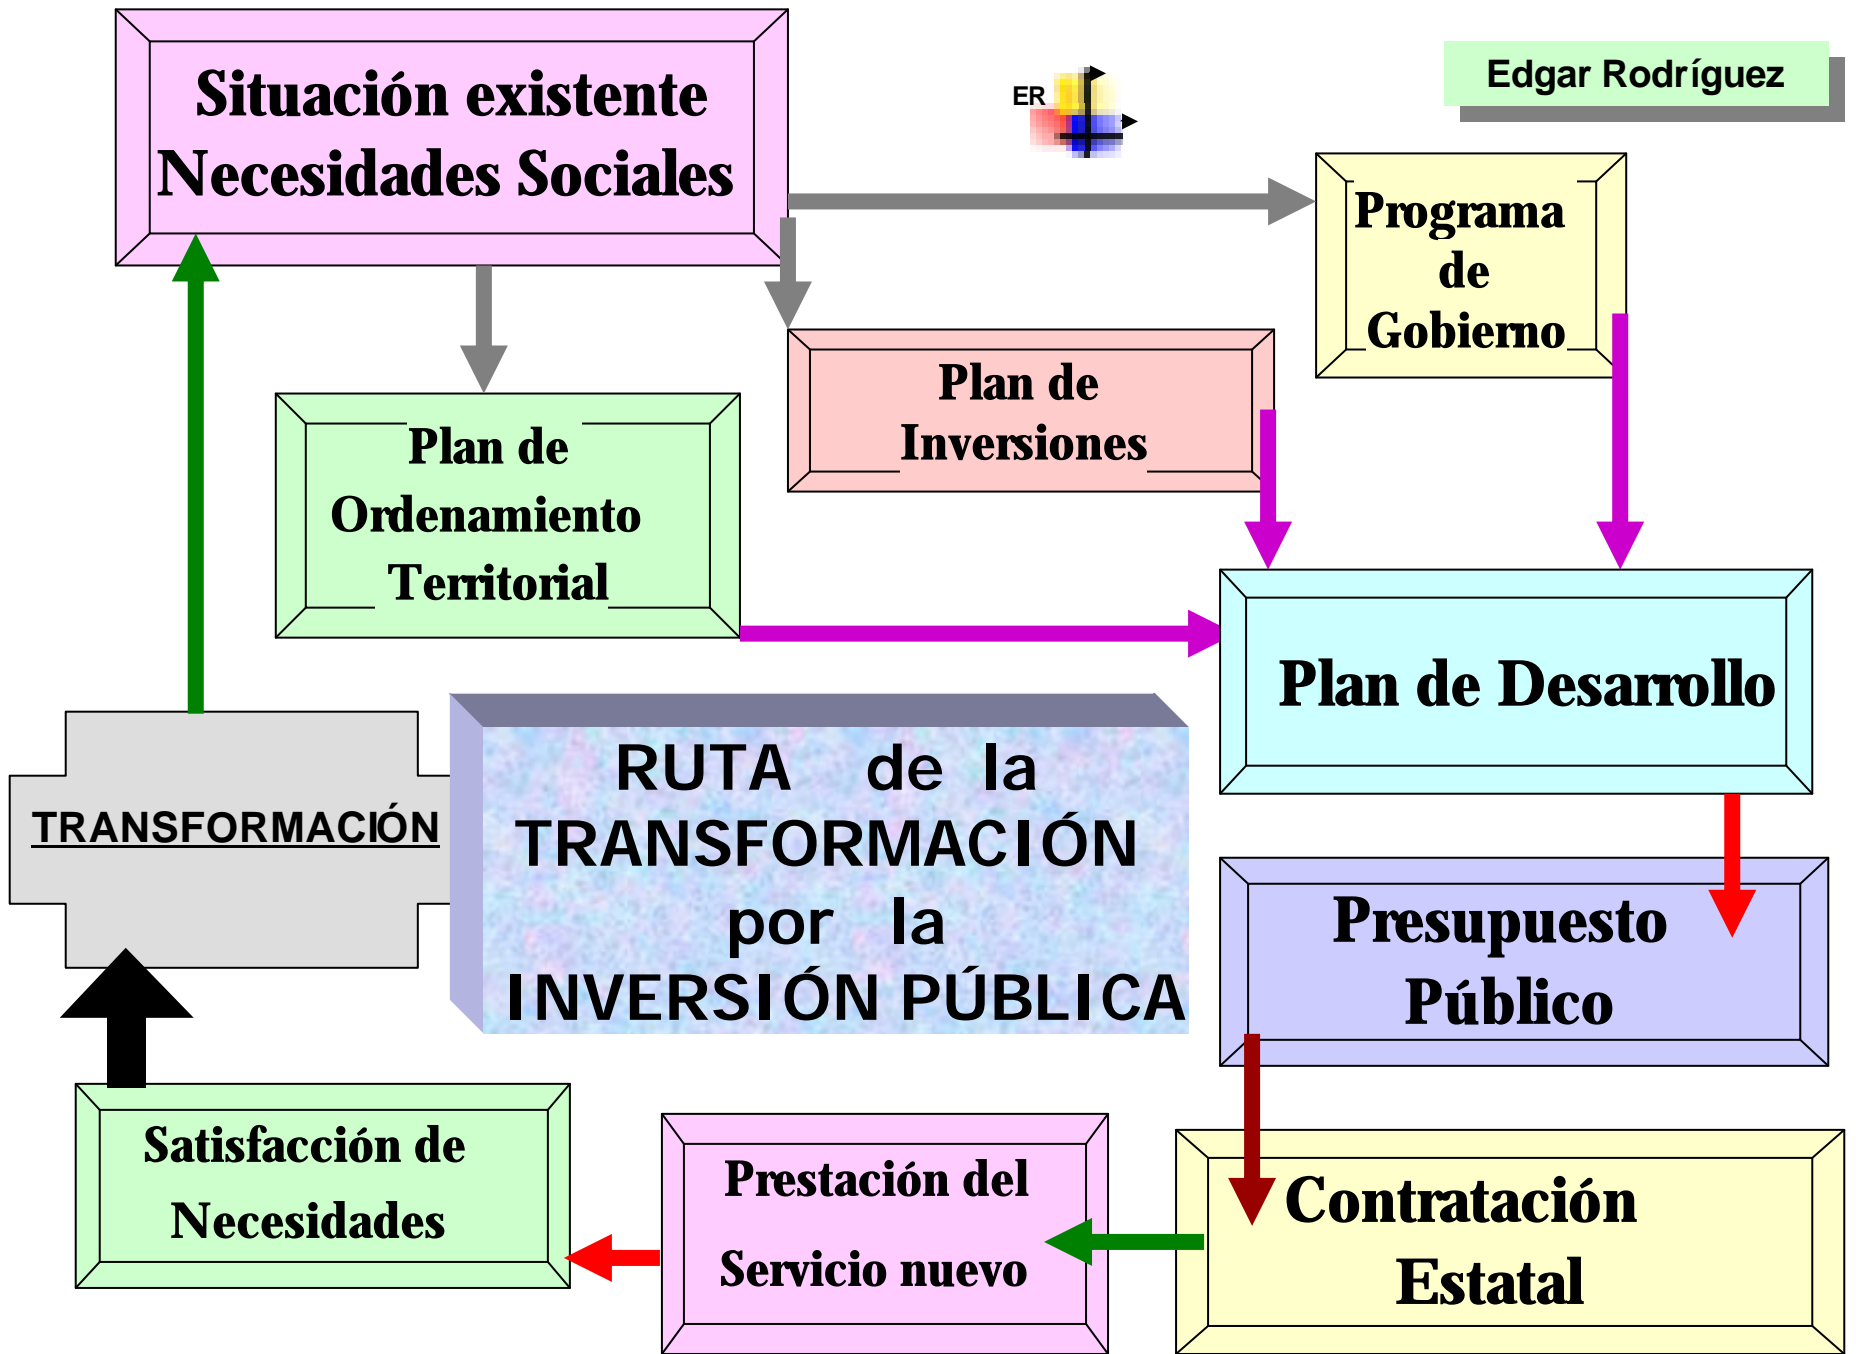 Situación existente
Necesidades Sociales
ER
Edgar Rodríguez
Programa
de
Gobierno
Plan de
Inversiones
Plan de
Ordenamiento
Territorial
Plan de Desarrollo
TRANSFORMACIÓN
RUTA de la
TRANSFORMACIÓN
por la
INVERSIÓN PÚBLICA
Presupuesto
Público
Contratación
Estatal
Prestación del
Servicio nuevo
Satisfacción de
Necesidades